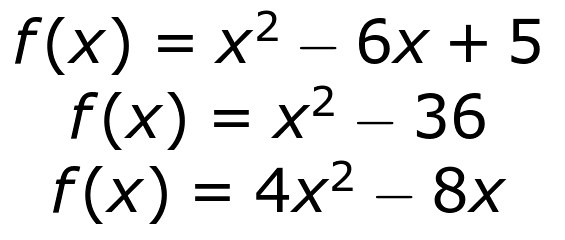 f(x) = x² – 6x + 5
f(x) = x² – 36
f(x) = 4x² – 8x